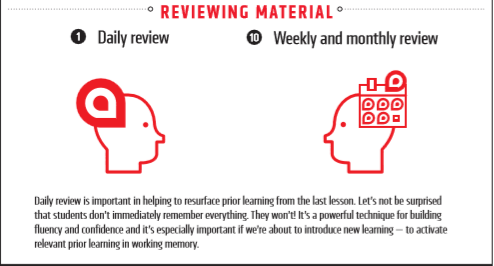 REVIEWING MATERIAL
1 Daily review
10 Weekly and monthly review
Daily review is important in helping to resurface prior learning from the last lesson. Let's not be surprised
that students don't immediately remember everything. They won't! It's a powerful technique for building
fluency and confidence and it's especially important if we're about to introduce new learning — to activate
relevant prior learning in working memory.